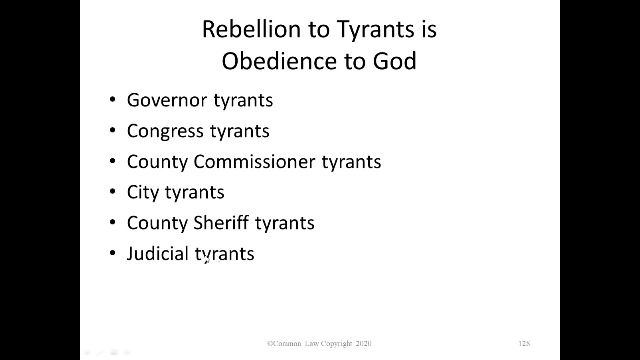 Rebellion to Tyrants is
Obedience to God
• Governor tyrants
• Congress tyrants
• County Commissioner tyrants
• City tyrants
• County Sheriff tyrants
• Judicial tyrants
©Common Law Copyright 2020
128